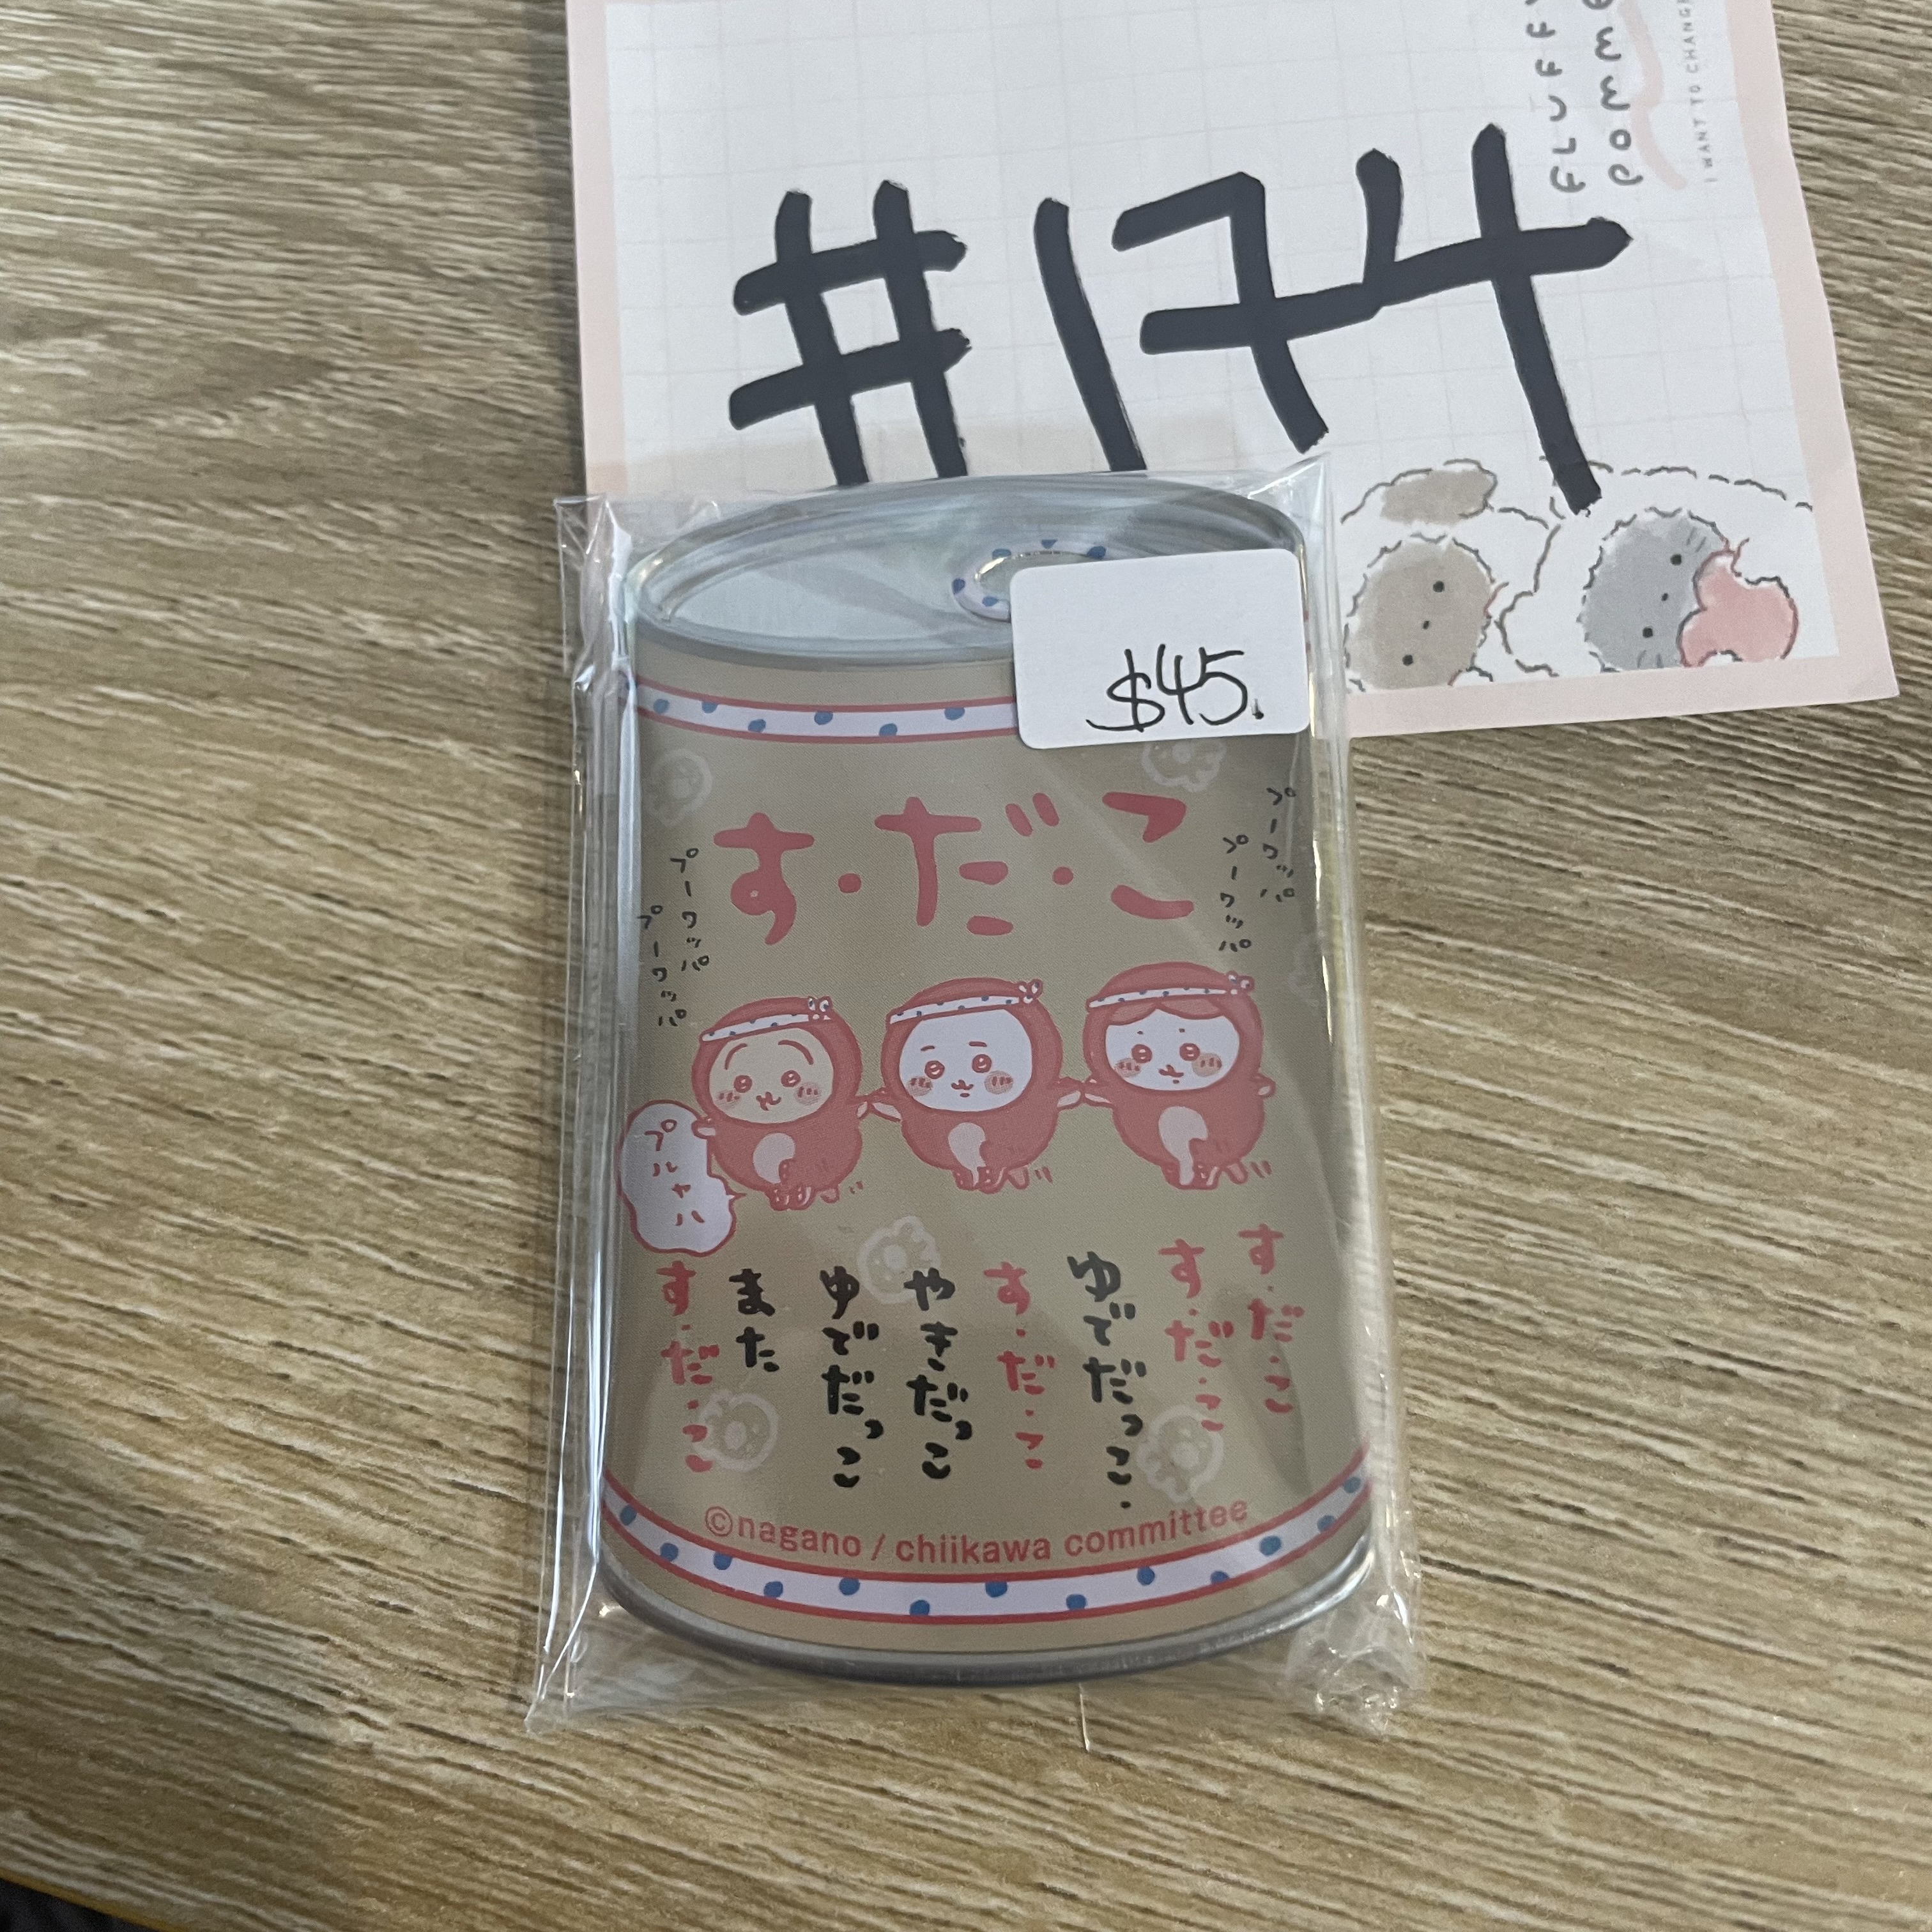 FLUFFY
I WANT TO CHANGE
#174
$45.
す・だ・こ
プーワッパ
プーワッパ
プーワッパ
プーワッパ
プルャハ
す・だ・こ
す・だ・こ
ゆでだっこ・
す・だ・こ
やきだっこ
ゆでだっこ
また
す・だ・こ
©nagano / chiikawa committee